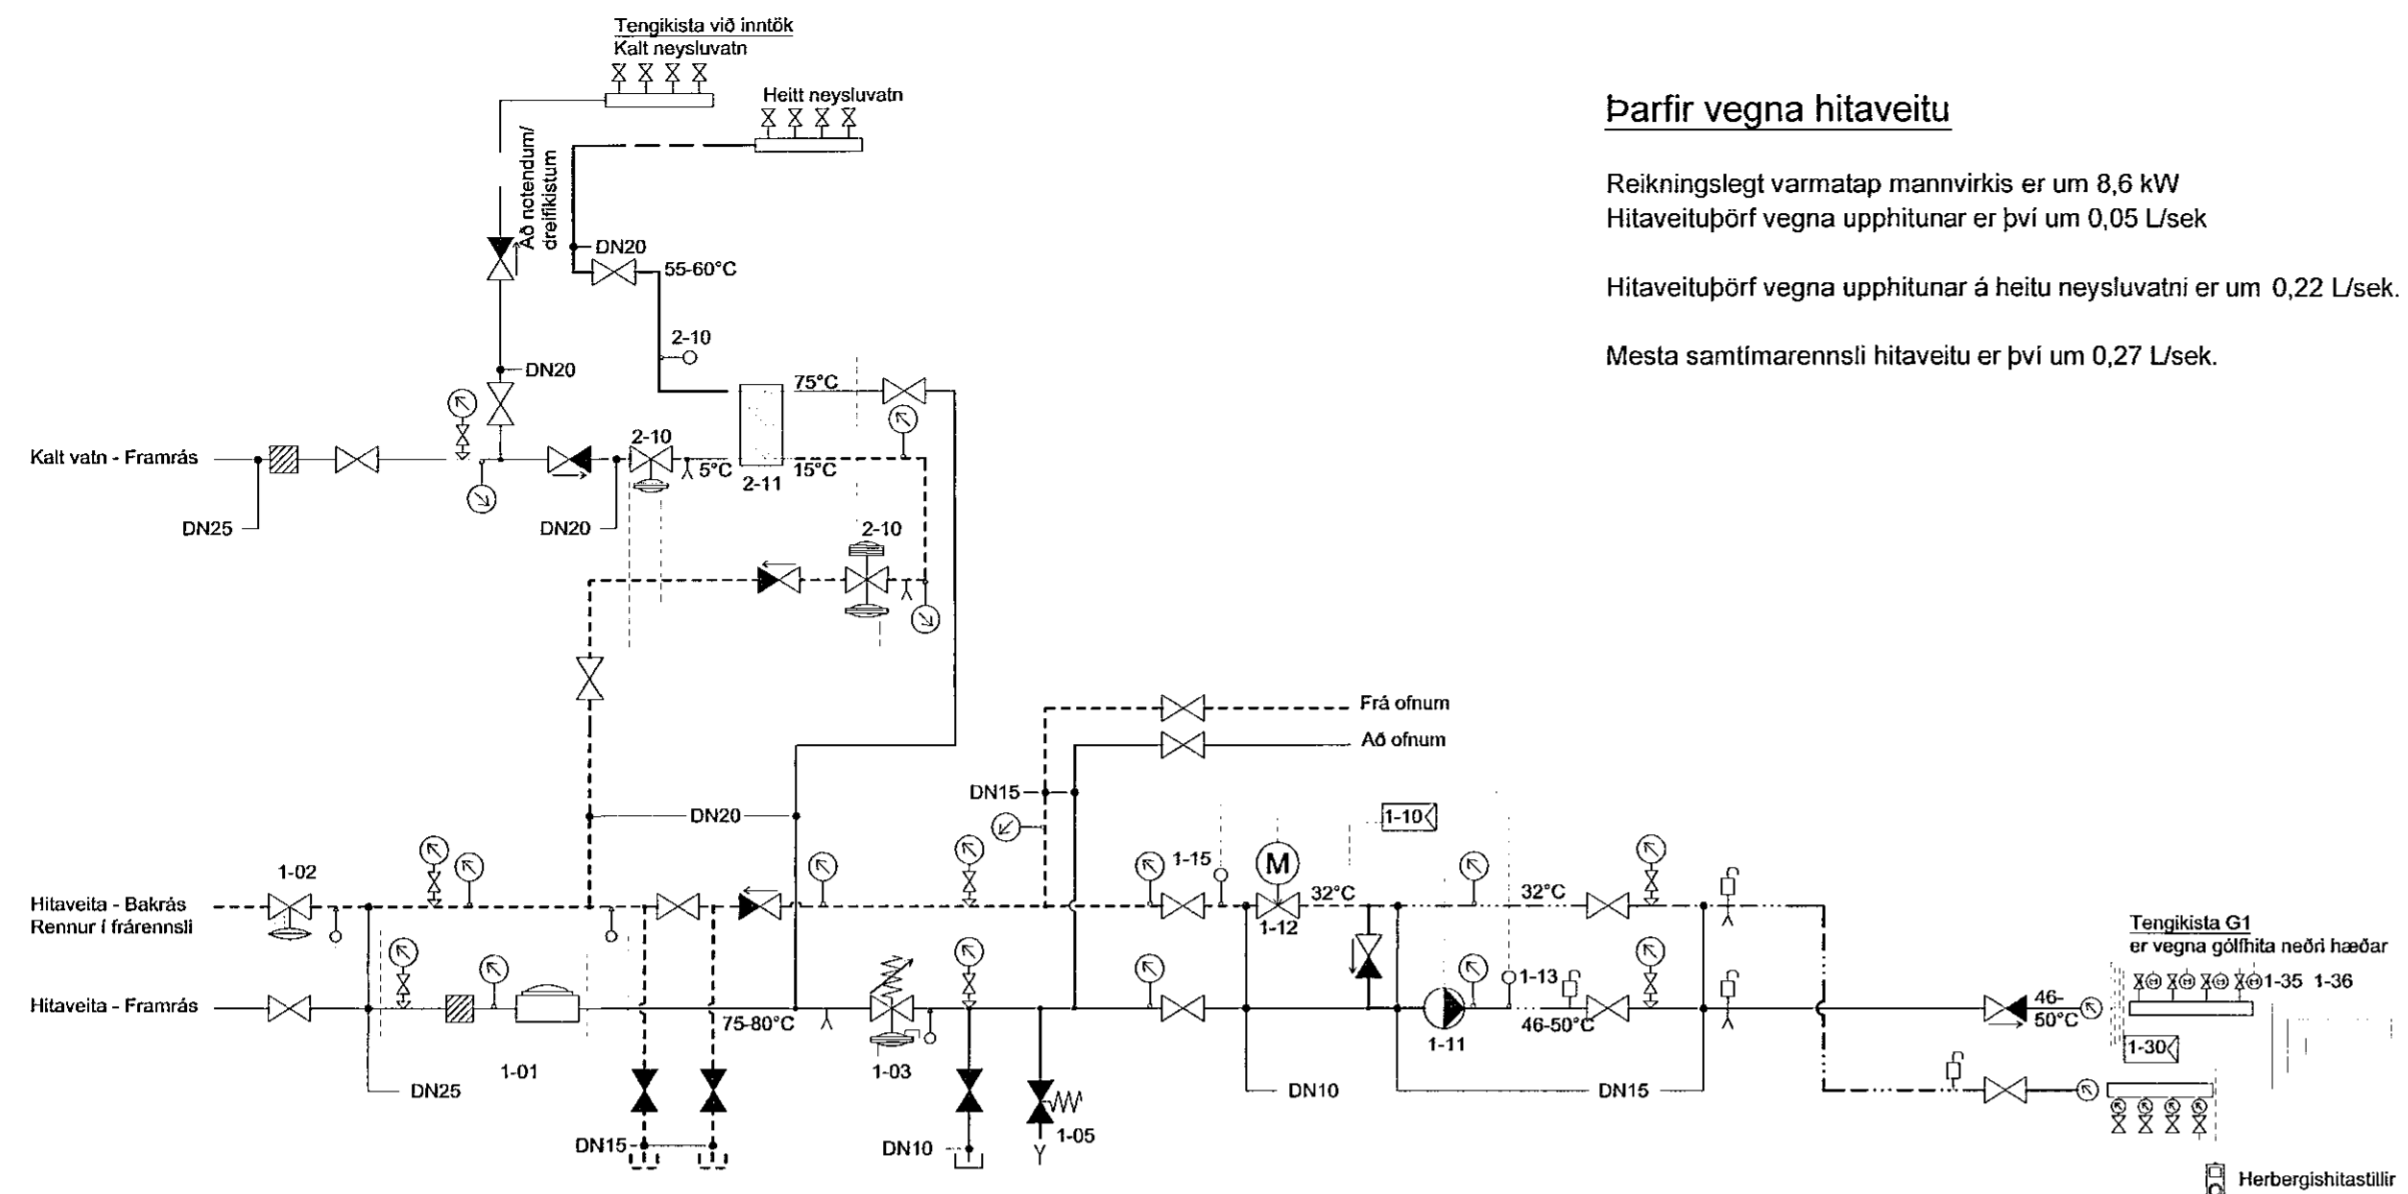 Tengikista við inntök
Kalt neysluvatn
Heitt neysluvatn
Að notendum/
dreifikistum
DN20
55-60°C
2-10
DN20
75°C
Kalt vatn - Framrás
2-10
5°C
15°C
2-11
DN25
DN20
2-10
Þarfir vegna hitaveitu
Reikningslegt varmatap mannvirkis er um 8,6 kW
Hitaveituþörf vegna upphitunar er því um 0,05 L/sek
Hitaveituþörf vegna upphitunar á heitu neysluvatni er um 0,22 L/sek.
Mesta samtímarennsli hitaveitu er því um 0,27 L/sek.
Frá ofnum
Að ofnum
DN15
DN20
1-10
1-02
1-15
M
32°C
32°C
Hitaveita - Bakrás
Rennur í frárennsli
1-12
Tengikista G1
er vegna gólfhita neðri hæðar
1-13
1-35 1-36
Hitaveita - Framrás
75-80°C
46-50°C
46-
50°C
1-01
1-03
1-11
1-30
DN25
DN10
DN15
1-05
DN15
DN10
Herbergishitastillir